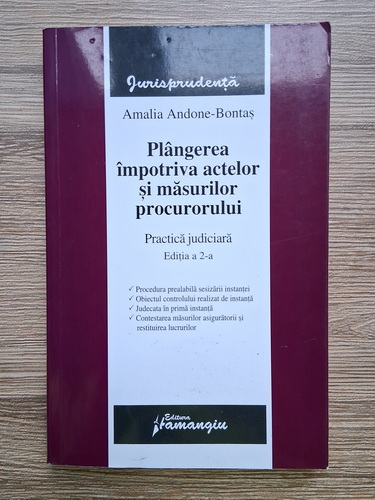 Jurisprudență
Amalia Andone-Bontaș
Plângerea
împotriva actelor
și măsurilor
procurorului
Practică judiciară
Ediția a 2-a
✓ Procedura prealabilă sesizării instanței
✓ Obiectul controlului realizat de instanță
✓ Judecata în primă instanță
✓ Contestarea măsurilor asigurătorii și
restituirea lucrurilor
Editura
Hamangiu